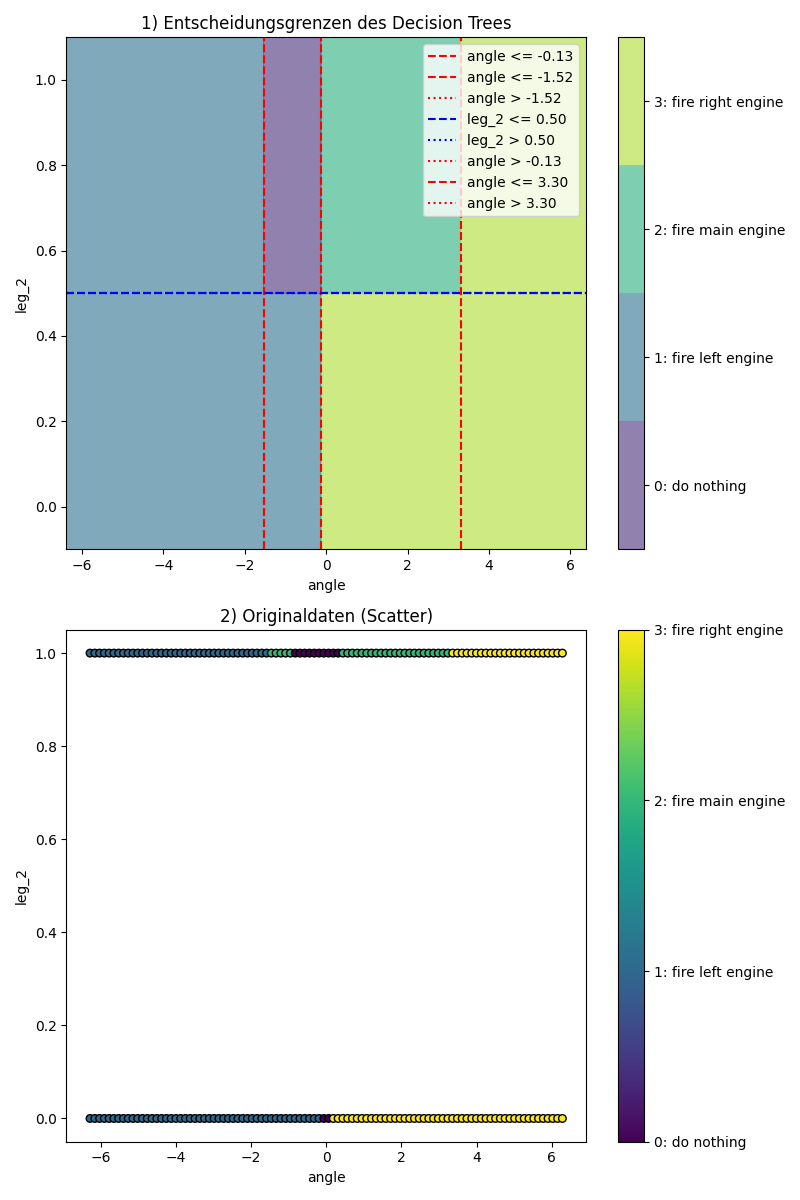 1) Entscheidungsgrenzen des Decision Trees
angle <= -0.13
angle <= -1.52
angle > -1.52
leg_2 <= 0.50
leg_2 > 0.50
angle > -0.13
angle <= 3.30
angle > 3.30
1.0
0.8
0.6
0.4
0.2
0.0
leg_2
−6
−4
−2
0
2
4
6
angle
3: fire right engine
2: fire main engine
1: fire left engine
0: do nothing
2) Originaldaten (Scatter)
1.0
0.8
0.6
0.4
0.2
0.0
leg_2
−6
−4
−2
0
2
4
6
angle
3: fire right engine
2: fire main engine
1: fire left engine
0: do nothing